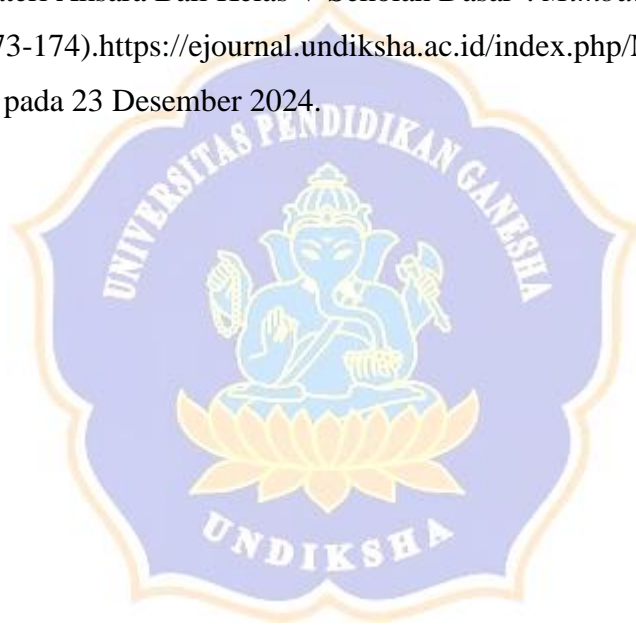 Aksara Bali Kelas V Sekolah Dasar
73-174).https://ejournal.undiksha.ac.id/index.php/
pada 23 Desember 2024.
UNIVERSITAS PENDIDIKAN GANESHA
UNDIKSHA